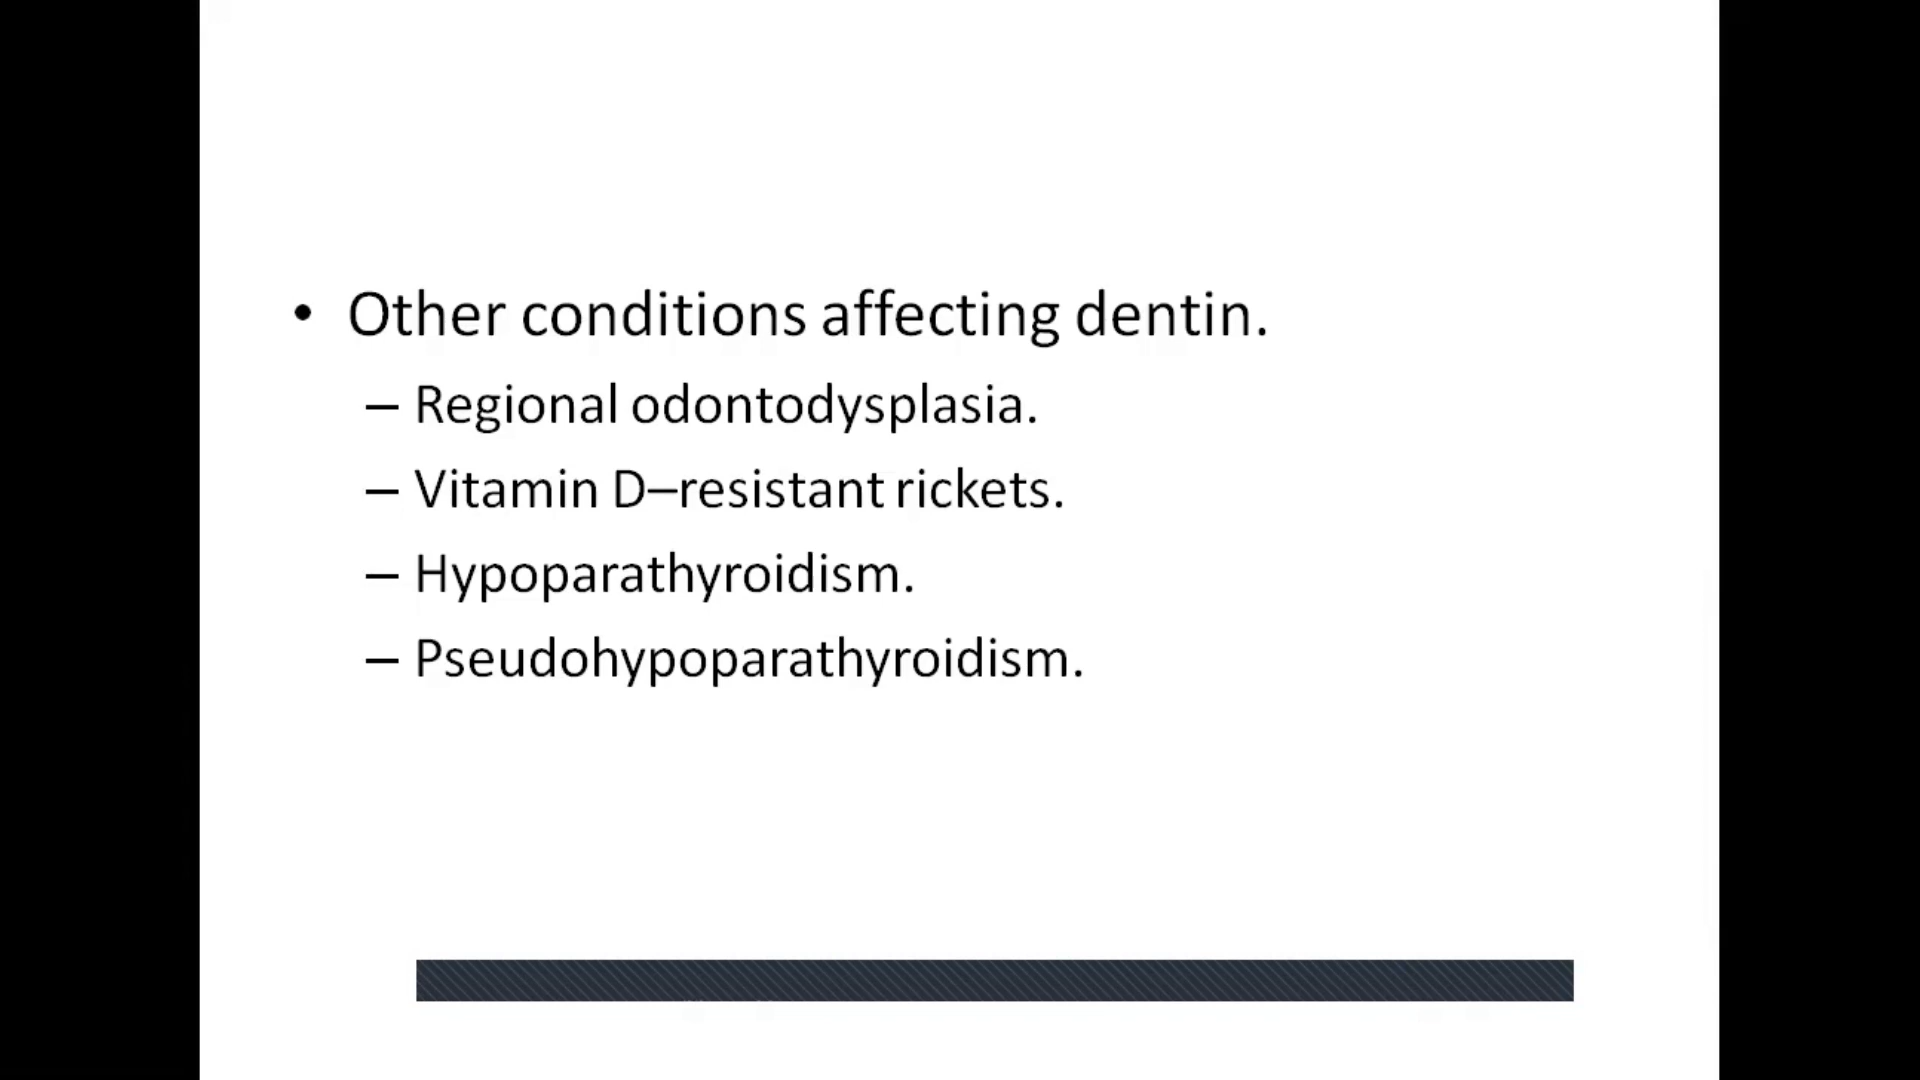 • Other conditions affecting dentin.
– Regional odontodysplasia.
– Vitamin D–resistant rickets.
– Hypoparathyroidism.
– Pseudohypoparathyroidism.